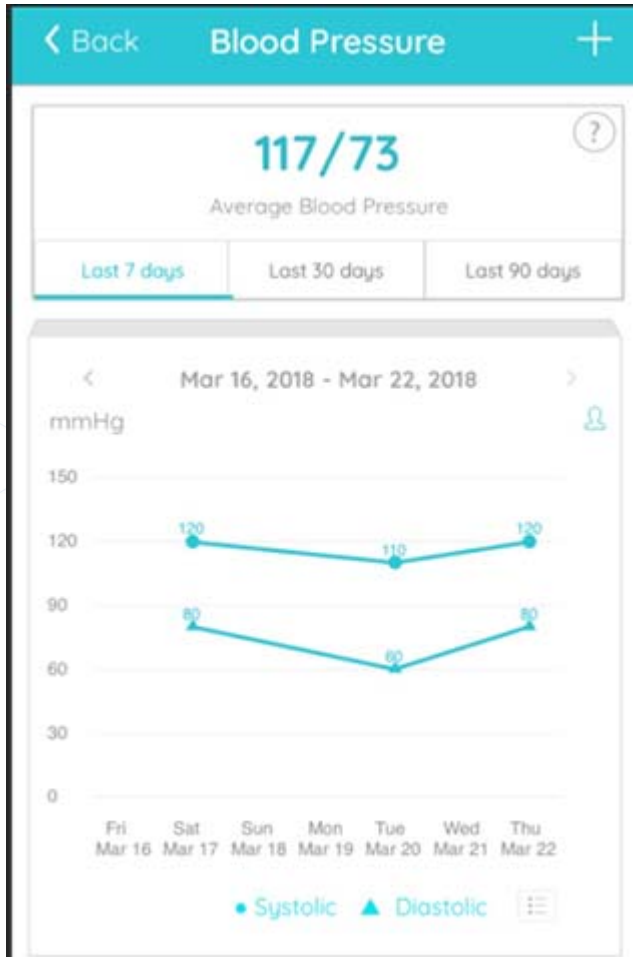 Back Blood Pressure +
117/73
?
Average Blood Pressure
Last 7 days Last 30 days Last 90 days
< Mar 16, 2018 - Mar 22, 2018 >
mmHg
150
120
90
60
30
0
120 110 120
80 60 80
Fri Sat Sun Mon Tue Wed Thu
Mar 16 Mar 17 Mar 18 Mar 19 Mar 20 Mar 21 Mar 22
Systolic Diastolic